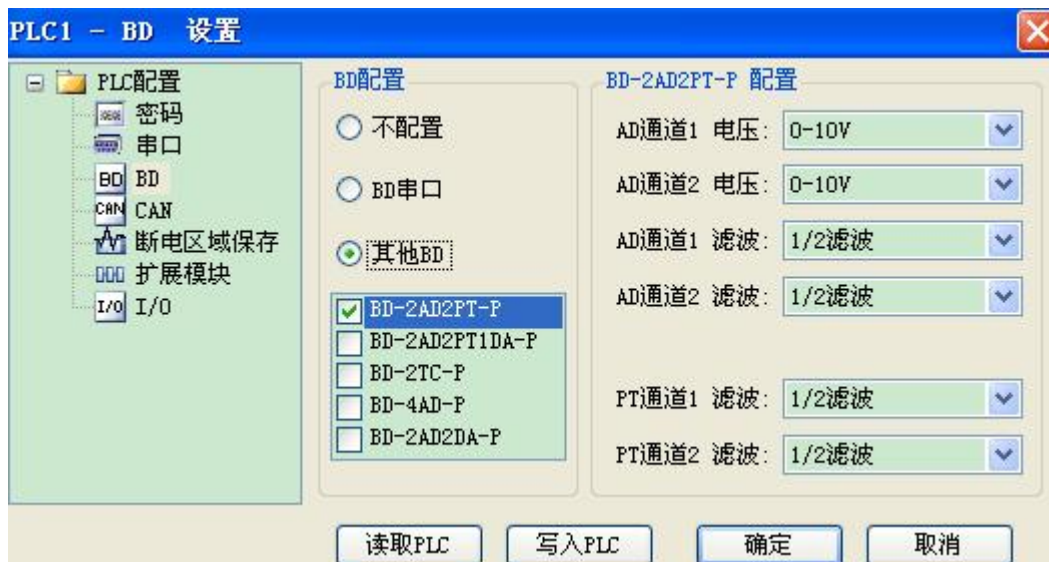 PLC1 - BD 设置
PLC配置
密码
串口
BD BD
CAN CAN
断电区域保存
扩展模块
I/O I/O
BD配置
不配置
BD串口
其他BD
BD-2AD2PT-P
BD-2AD2PT1DA-P
BD-2TC-P
BD-4AD-P
BD-2AD2DA-P
BD-2AD2PT-P 配置
AD通道1 电压: 0-10V
AD通道2 电压: 0-10V
AD通道1 滤波: 1/2滤波
AD通道2 滤波: 1/2滤波
PT通道1 滤波: 1/2滤波
PT通道2 滤波: 1/2滤波
读取PLC 写入PLC 确定 取消